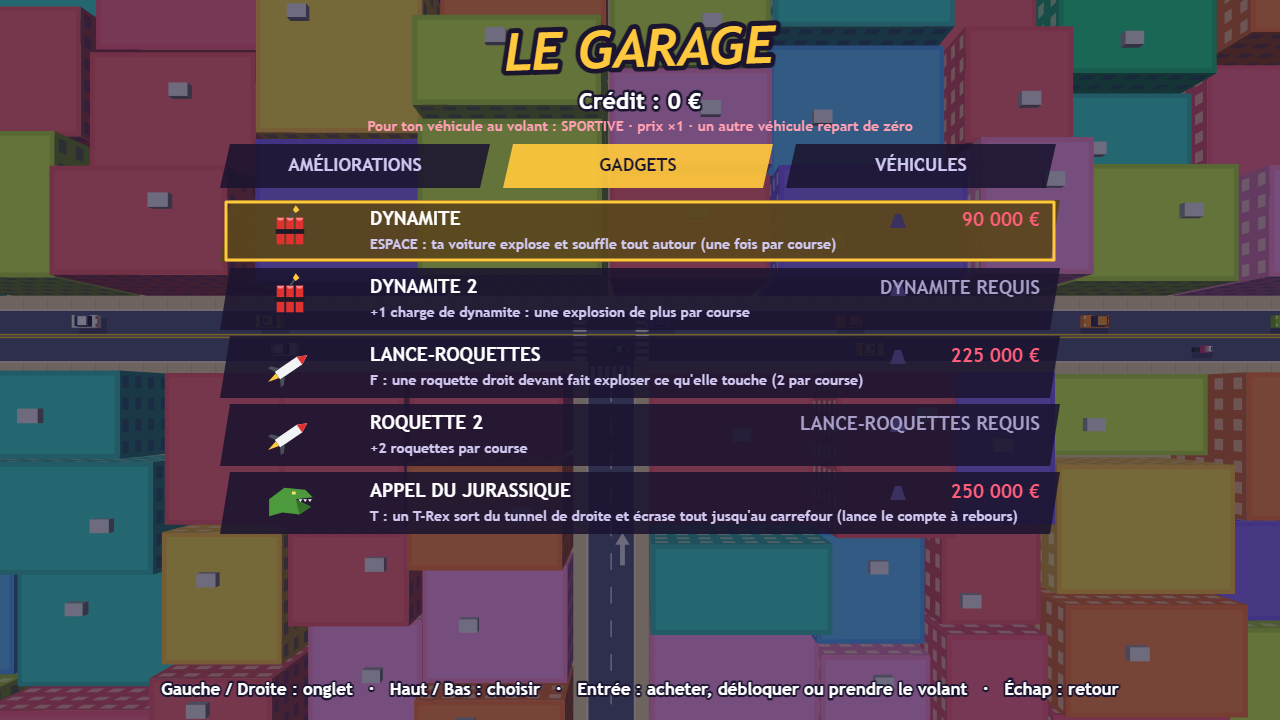 LE GARAGE
Crédit : 0 €
Pour ton véhicule au volant : SPORTIVE · prix ×1 · un autre véhicule repart de zéro
AMÉLIORATIONS
GADGETS
VÉHICULES
DYNAMITE
90 000 €
ESPACE : ta voiture explose et souffle tout autour (une fois par course)
DYNAMITE 2
DYNAMITE REQUIS
+1 charge de dynamite : une explosion de plus par course
LANCE-ROQUETTES
225 000 €
F : une roquette droit devant fait exploser ce qu'elle touche (2 par course)
ROQUETTE 2
LANCE-ROQUETTES REQUIS
+2 roquettes par course
APPEL DU JURASSIQUE
250 000 €
T : un T-Rex sort du tunnel de droite et écrase tout jusqu'au carrefour (lance le compte à rebours)
Gauche / Droite : onglet · Haut / Bas : choisir · Entrée : acheter, débloquer ou prendre le volant · Échap : retour